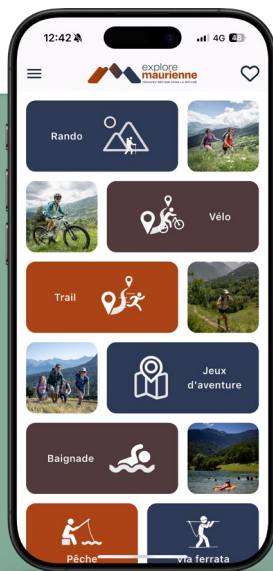 12:42
4G 48
explore
maurienne
Rando
Vélo
Trail
Jeux
d'aventure
Baignade
Pêche
Via ferrata